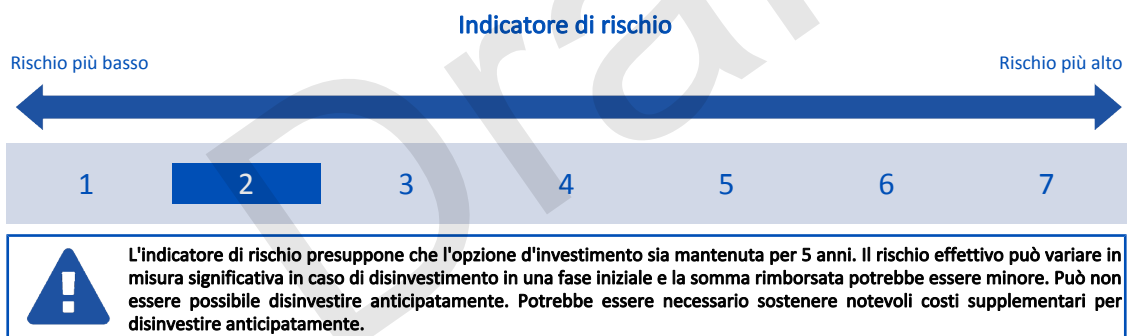 Indicatore di rischio
Rischio più basso
Rischio più alto
1 2 3 4 5 6 7
L'indicatore di rischio presuppone che l'opzione d'investimento sia mantenuta per 5 anni. Il rischio effettivo può variare in
misura significativa in caso di disinvestimento in una fase iniziale e la somma rimborsata potrebbe essere minore. Può non
essere possibile disinvestire anticipatamente. Potrebbe essere necessario sostenere notevoli costi supplementari per
disinvestire anticipatamente.